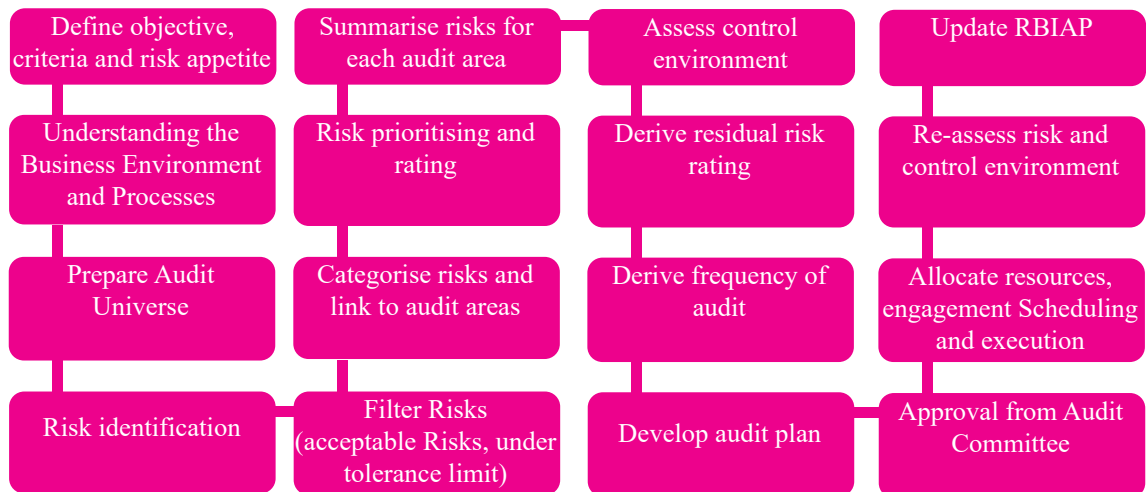 Define objective,
criteria and risk appetite
Understanding the
Business Environment
and Processes
Prepare Audit
Universe
Risk identification
Filter Risks
(acceptable Risks, under
tolerance limit)
Categorise risks and
link to audit areas
Risk prioritising and
rating
Summarise risks for
each audit area
Assess control
environment
Derive residual risk
rating
Derive frequency of
audit
Develop audit plan
Approval from Audit
Committee
Allocate resources,
engagement Scheduling
and execution
Re-assess risk and
control environment
Update RBIAP